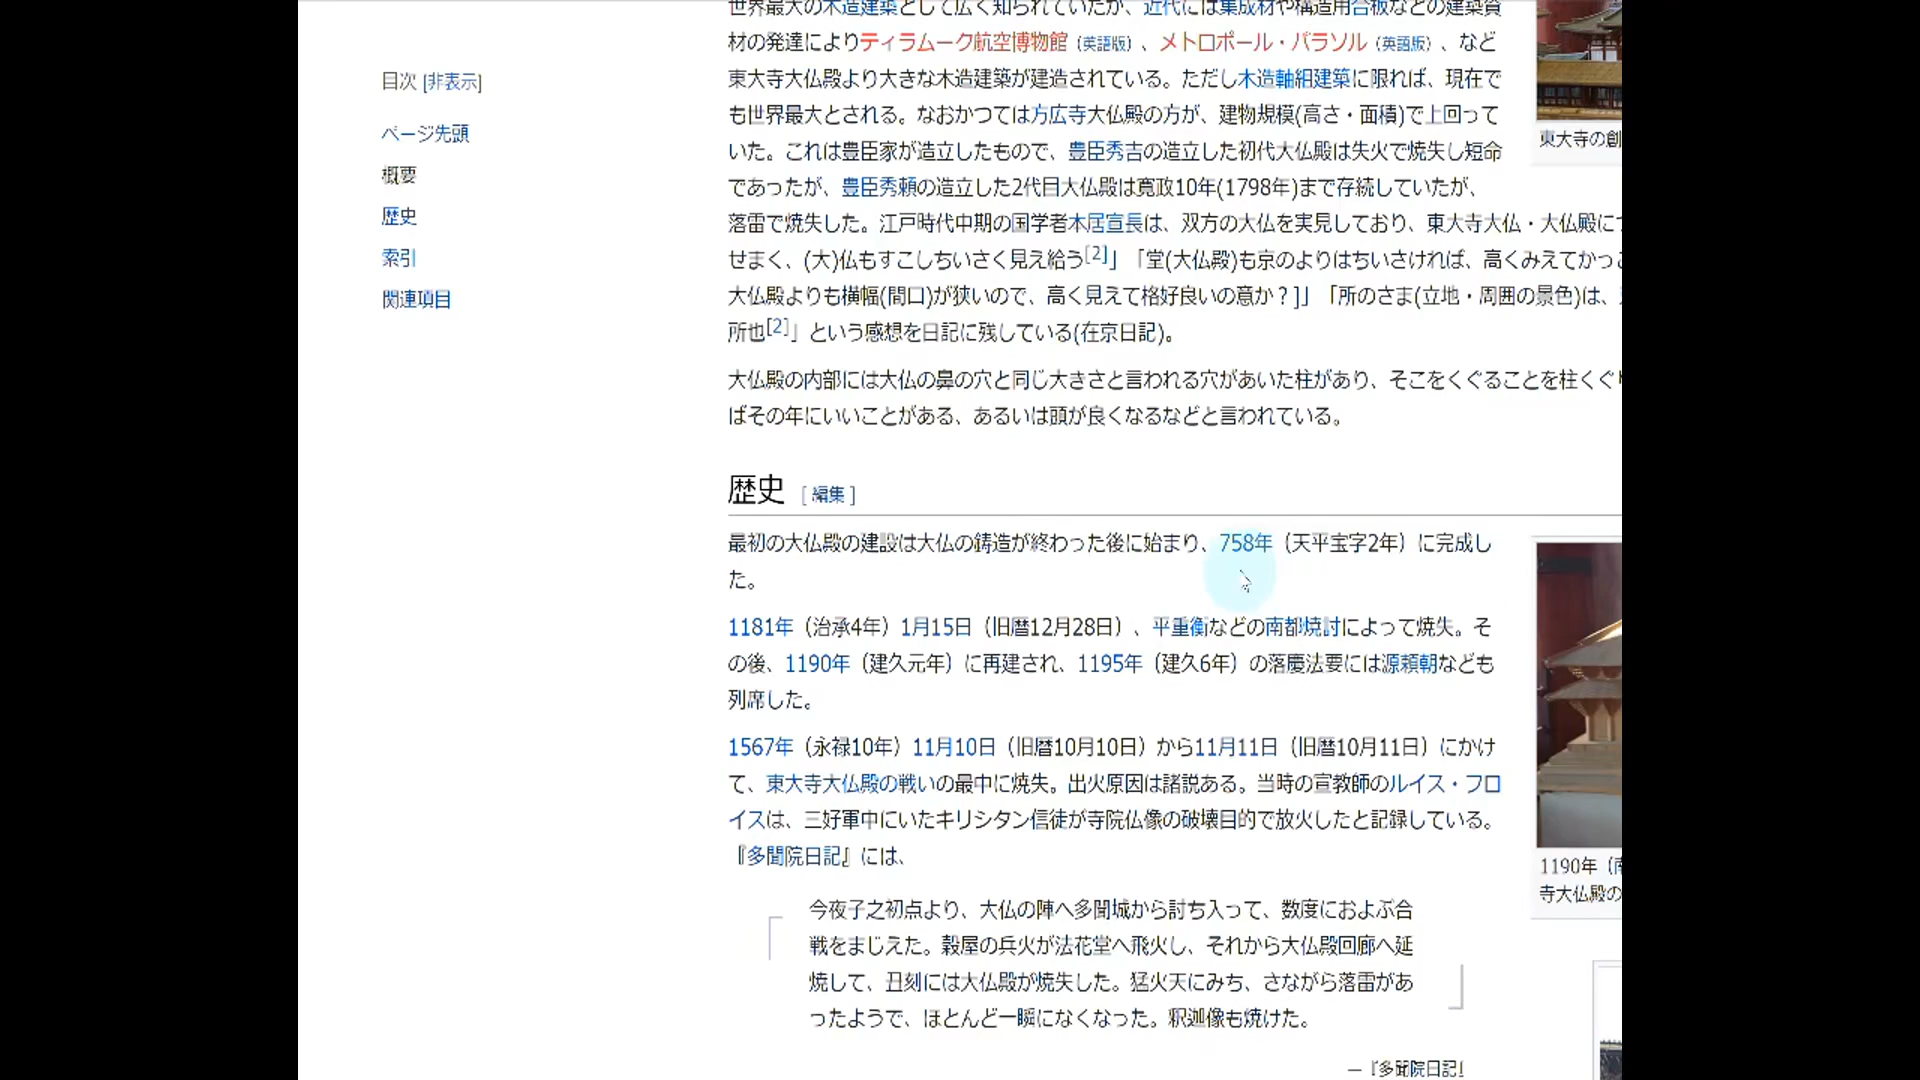 目次 [非表示]
ページ先頭
概要
歴史
索引
関連項目
世界最大の木造建築として広く知られていたが、近代には集成材や構造用合板などの建築資
材の発達によりティラムーク航空博物館（英語版）、メトロポール・パラソル（英語版）、など
東大寺大仏殿より大きな木造建築が建造されている。ただし木造軸組建築に限れば、現在で
も世界最大とされる。なおかつては方広寺大仏殿の方が、建物規模(高さ・面積)で上回って
いた。これは豊臣家が造立したもので、豊臣秀吉の造立した初代大仏殿は失火で焼失し短命
であったが、豊臣秀頼の造立した2代目大仏殿は寛政10年(1798年)まで存続していたが、
落雷で焼失した。江戸時代中期の国学者本居宣長は、双方の大仏を実見しており、東大寺大仏・大仏殿に
せまく、(大)仏もすこしちいさく見え給う[2]」「堂(大仏殿)も京のよりはちいさければ、高くみえてかっこ
大仏殿よりも横幅(間口)が狭いので、高く見えて格好良いの意か？]」「所のさま(立地・周囲の景色)は、
所也[2]」という感想を日記に残している(在京日記)。
大仏殿の内部には大仏の鼻の穴と同じ大きさと言われる穴があいた柱があり、そこをくぐることを柱くぐ
ばその年にいいことがある、あるいは頭が良くなるなどと言われている。
東大寺の創
歴史 [ 編集 ]
最初の大仏殿の建設は大仏の鋳造が終わった後に始まり、758年（天平宝字2年）に完成し
た。
1181年（治承4年）1月15日（旧暦12月28日）、平重衡などの南都焼討によって焼失。そ
の後、1190年（建久元年）に再建され、1195年（建久6年）の落慶法要には源頼朝なども
列席した。
1567年（永禄10年）11月10日（旧暦10月10日）から11月11日（旧暦10月11日）にかけ
て、東大寺大仏殿の戦いの最中に焼失。出火原因は諸説ある。当時の宣教師のルイス・フロ
イスは、三好軍中にいたキリシタン信徒が寺院仏像の破壊目的で放火したと記録している。
『多聞院日記』には、
「今夜子之初点より、大仏の陣へ多聞城から討ち入って、数度におよぶ合
戦をまじえた。穀屋の兵火が法花堂へ飛火し、それから大仏殿回廊へ延
焼して、丑刻には大仏殿が焼失した。猛火天にみち、さながら落雷があ
ったようで、ほとんど一瞬になくなった。釈迦像も焼けた。」
—『多聞院日記』
1190年（
寺大仏殿の